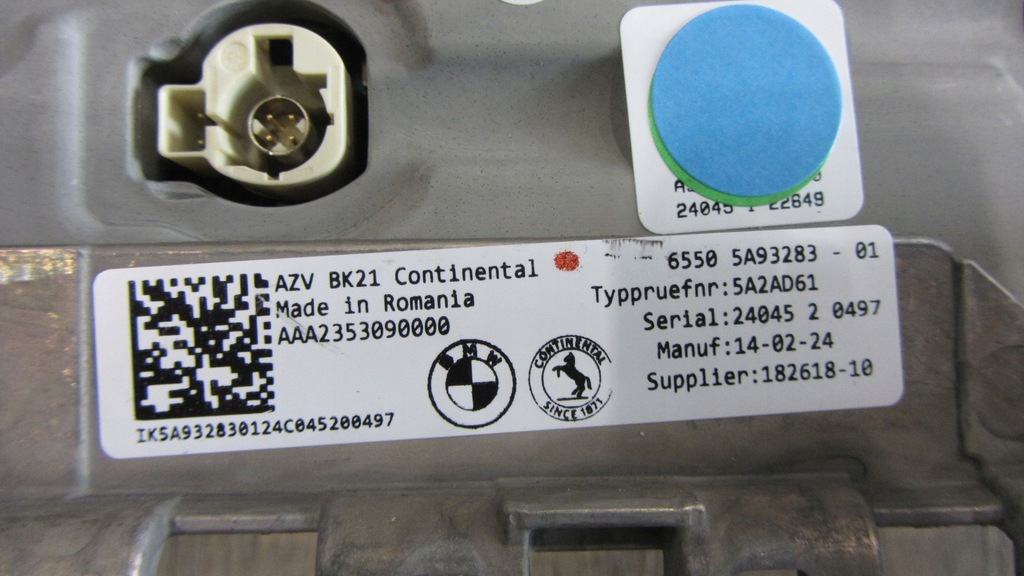 24045 1 22649
AZV BK21 Continental
Made in Romania
AAA2353090000
6550 5A93283 - 01
Typpruefnr:5A2AD61
Serial:24045 2 0497
Manuf:14-02-24
Supplier:182618-10
BMW
CONTINENTAL
SINCE 1871
IK5A932830124C045200497